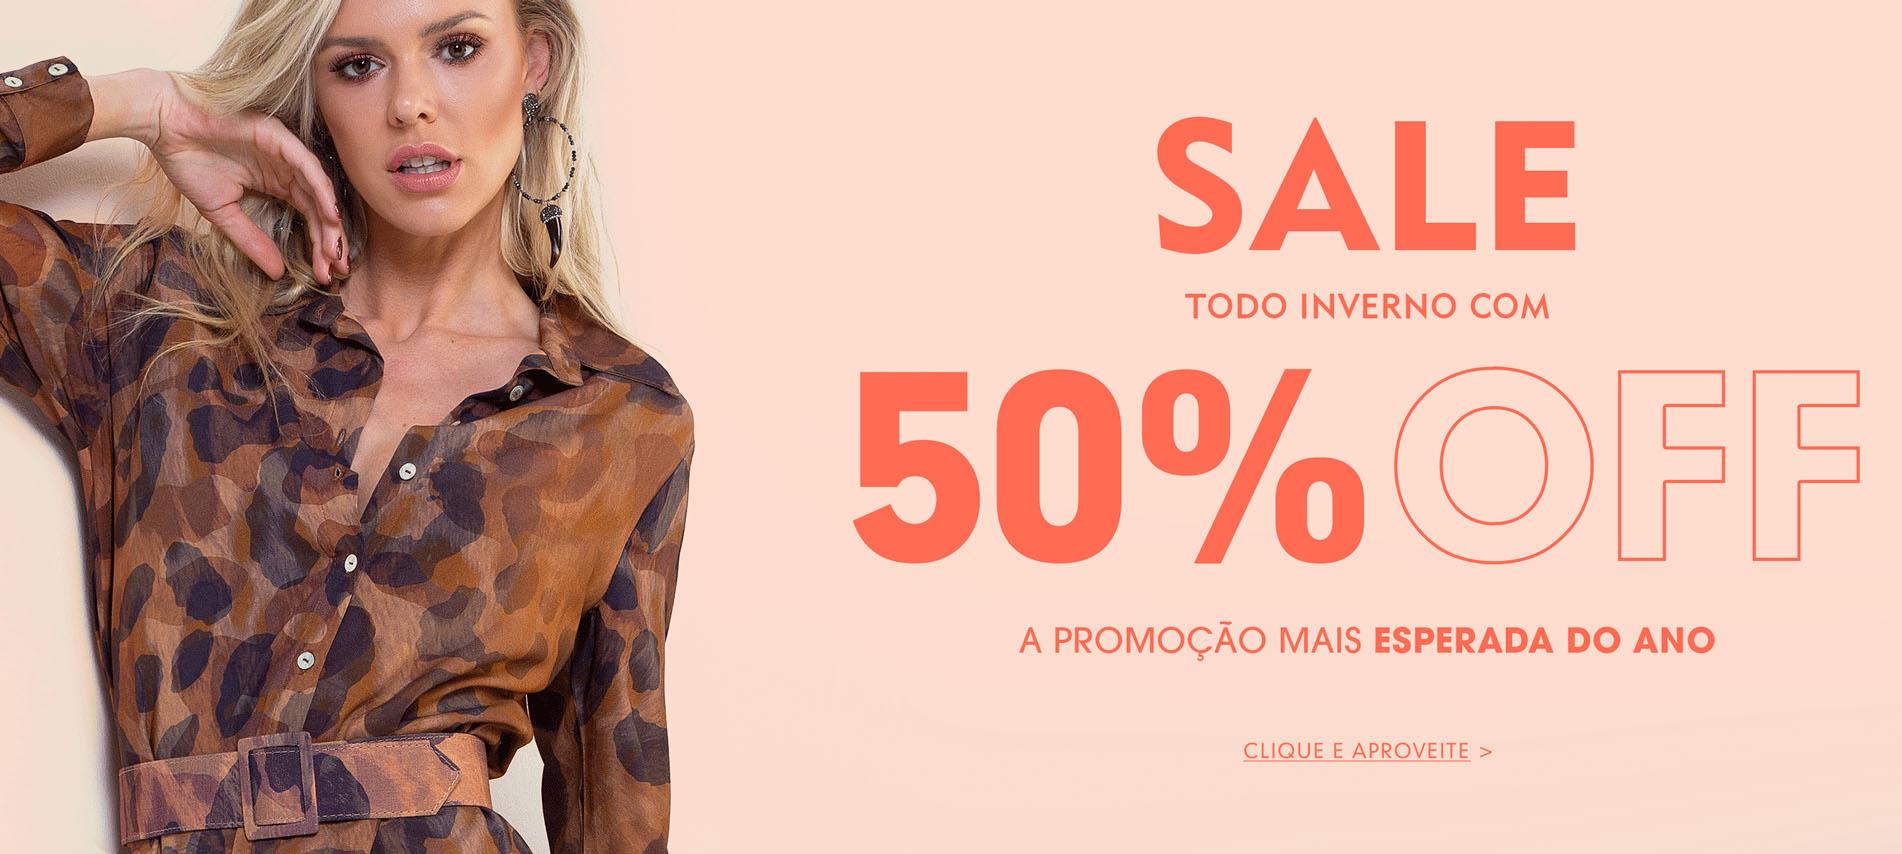 SALE
TODO INVERNO COM
50% OFF
A PROMOÇÃO MAIS ESPERADA DO ANO
CLIQUE E APROVEITE >